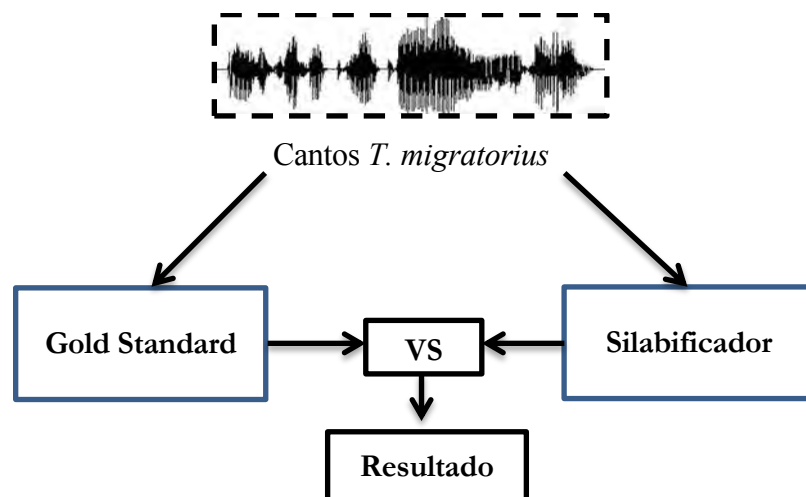 Cantos T. migratorius
Gold Standard
VS
Silabificador
Resultado